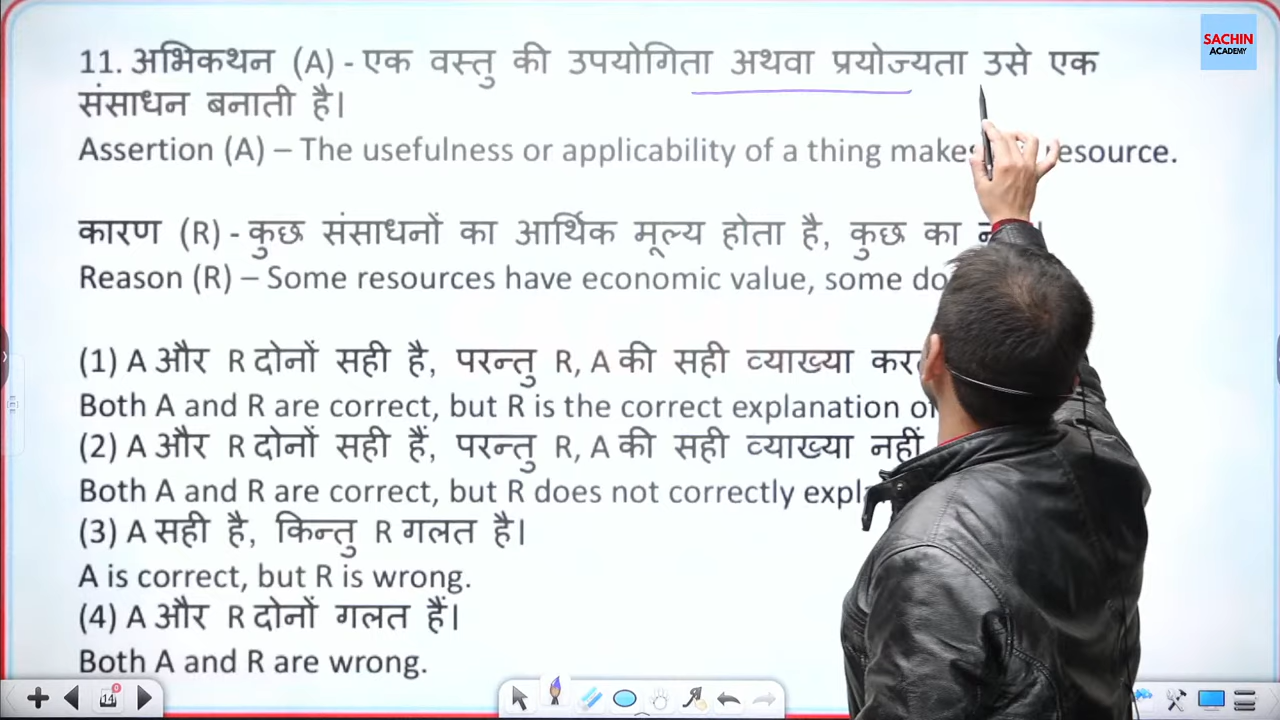 SACHIN
ACADEMY
11. अभिकथन (A) - एक वस्तु की उपयोगिता अथवा प्रयोज्यता उसे एक
संसाधन बनाती है।
Assertion (A) – The usefulness or applicability of a thing makes
कारण (R) - कुछ संसाधनों का आर्थिक मूल्य होता है, कुछ का
Reason (R) – Some resources have economic value, some do
(1) A और R दोनों सही है, परन्तु R, A की सही व्याख्या
Both A and R are correct, but R is the correct explanation
(2) A और R दोनों सही हैं, परन्तु R, A की सही व्याख्या नहीं
Both A and R are correct, but R does not correctly
(3) A सही है, किन्तु R गलत है।
A is correct, but R is wrong.
(4) A और R दोनों गलत हैं।
Both A and R are wrong.
14